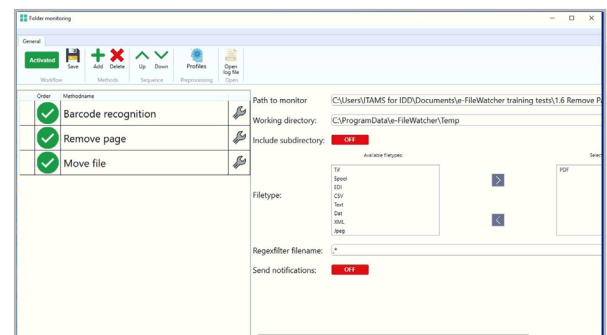 Folder monitoring
General
Activated
Save
Add
Delete
Up
Down
Profiles
Open log file
Workflow
Methods
Sequence
Preprocessing
Open
Order
Methodname
Barcode recognition
Remove page
Move file
Path to monitor
C:\Users\ITAMS for IDD\Documents\e-FileWatcher training tests\1.6 Remove
Working directory:
C:\ProgramData\e-FileWatcher\Temp
Include subdirectory:
OFF
Available filetypes:
Selec
Filetype:
Tif
Spool
EDI
CSV
Text
Dat
XML
Jpeg
>
<
PDF
Regexfilter filename:
.*
Send notifications:
OFF